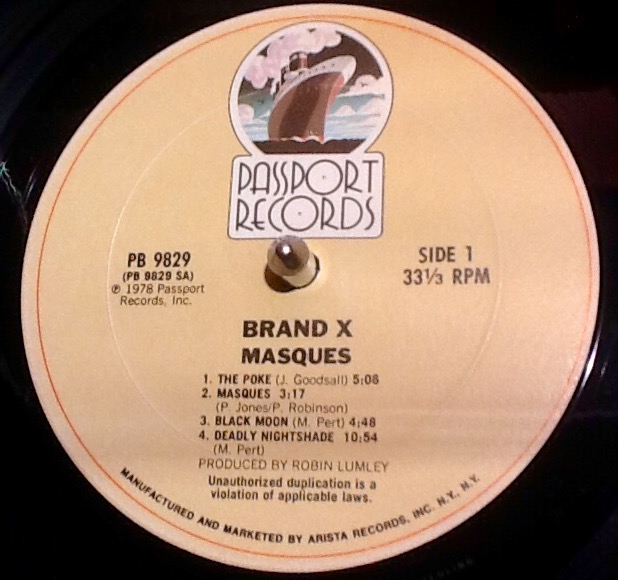 PASSPORT
RECORDS
PB 9829
(PB 9829 SA)
℗ 1978 Passport
Records, Inc.
SIDE 1
33⅓ RPM
BRAND X
MASQUES
1. THE POKE (J. Goodsall) 5:06
2. MASQUES 3:17
(P. Jones/P. Robinson)
3. BLACK MOON (M. Pert) 4:48
4. DEADLY NIGHTSHADE 10:54
(M. Pert)
PRODUCED BY ROBIN LUMLEY
Unauthorized duplication is a
violation of applicable laws.
MANUFACTURED AND MARKETED BY ARISTA RECORDS, INC. N.Y., N.Y.